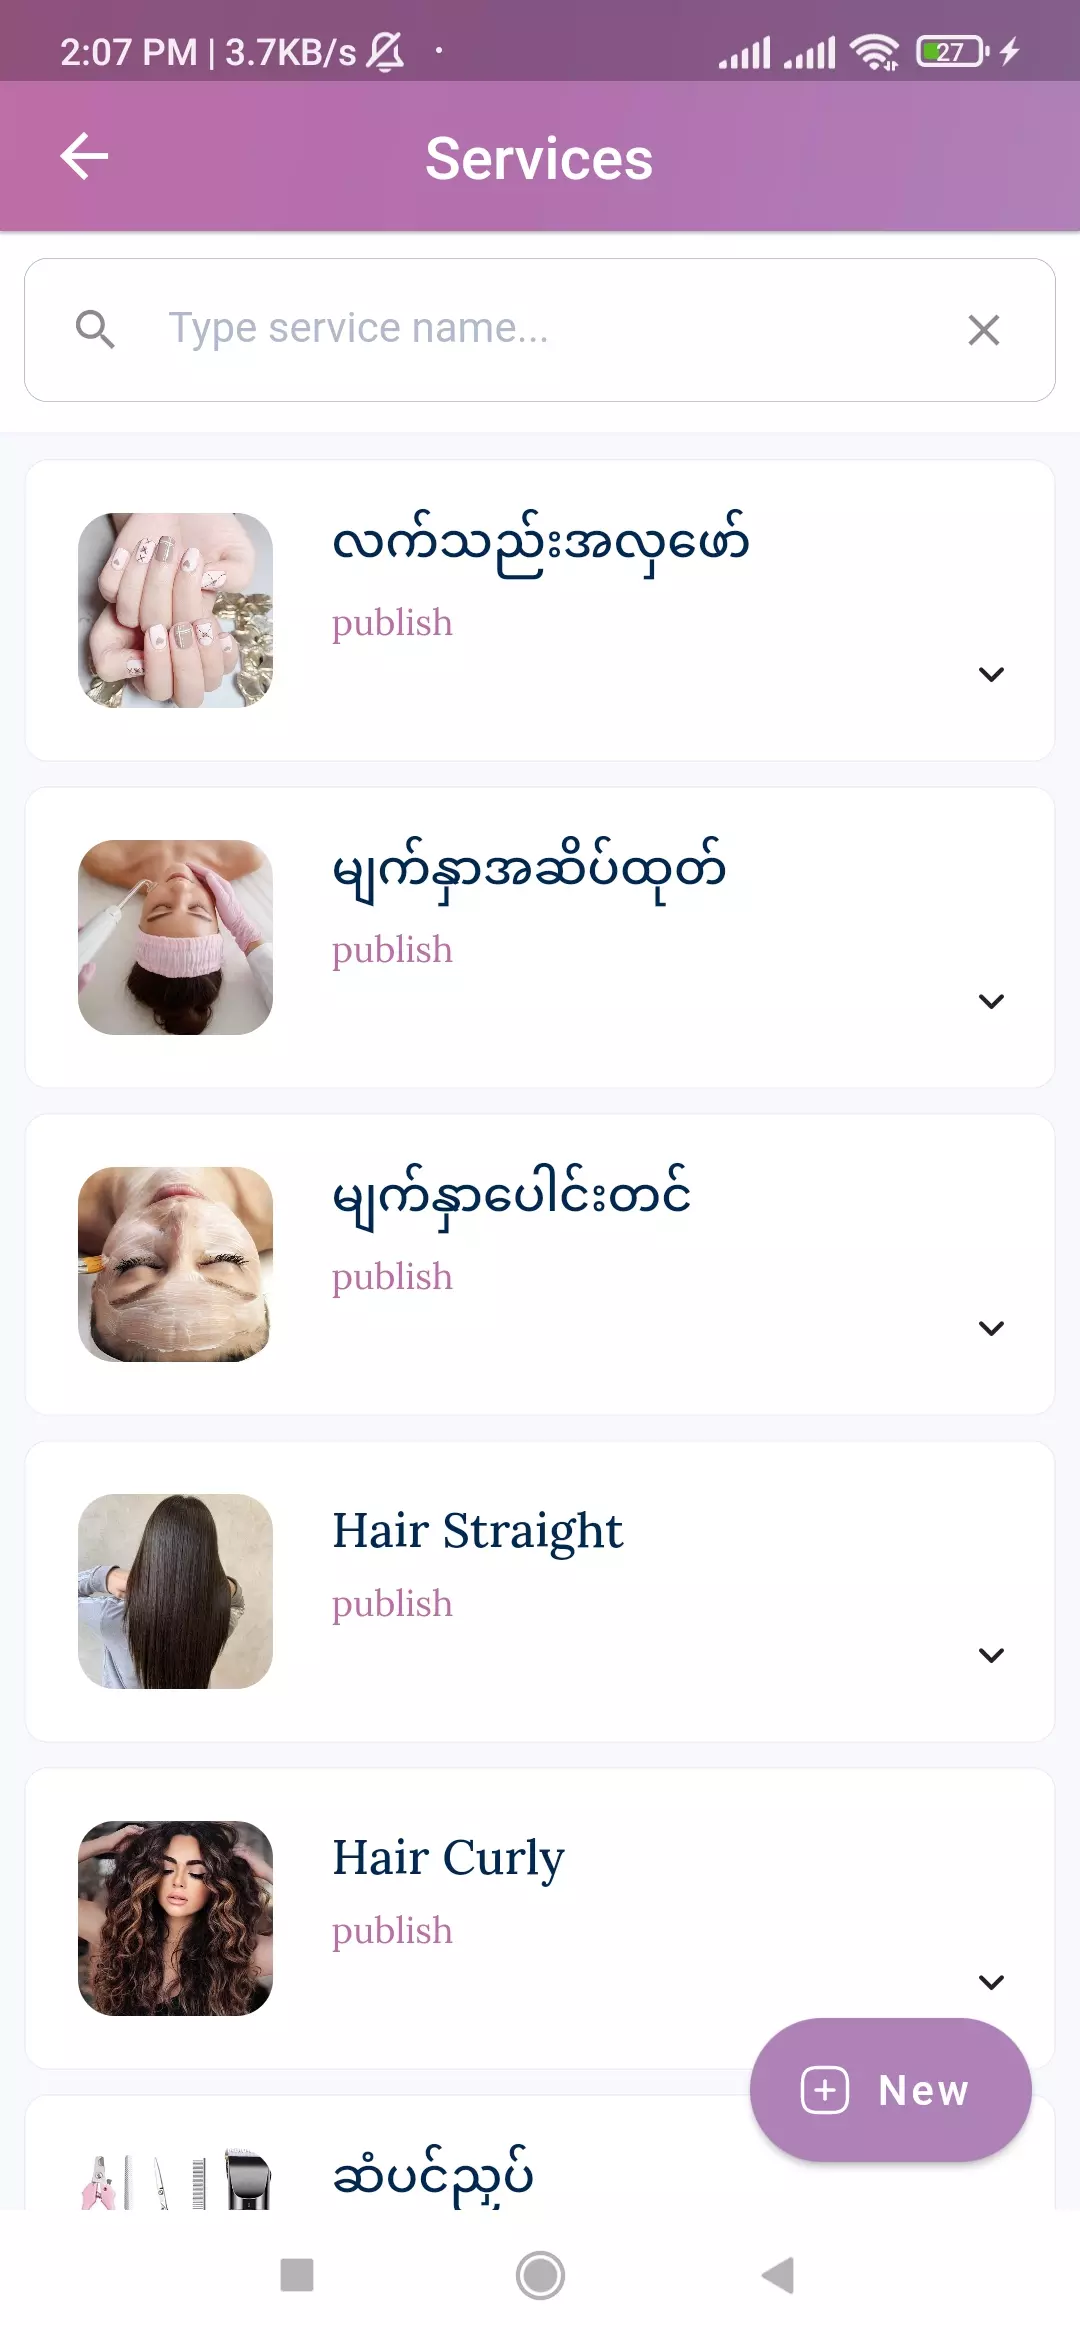 2:07 PM | 3.7KB/s
27
Services
Type service name...
လက်သည်းအလှဖော်
publish
မျက်နှာအဆိပ်ထုတ်
publish
မျက်နှာပေါင်းတင်
publish
Hair Straight
publish
Hair Curly
publish
New
ဆံပင်ညှပ်